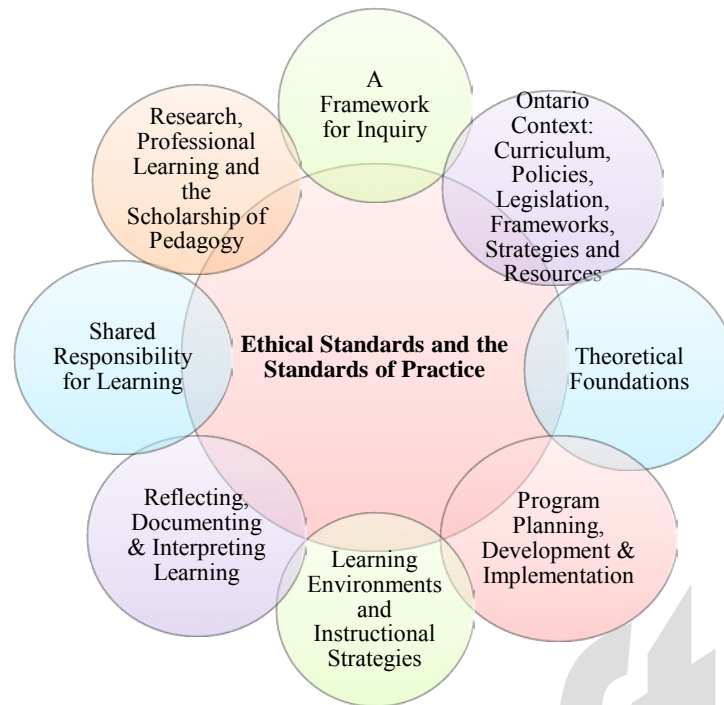 A
Framework
for Inquiry
Ontario
Context:
Curriculum,
Policies,
Legislation,
Frameworks,
Strategies and
Resources
Theoretical
Foundations
Program
Planning,
Development &
Implementation
Learning
Environments
and
Instructional
Strategies
Reflecting,
Documenting
& Interpreting
Learning
Shared
Responsibility
for Learning
Research,
Professional
Learning and
the
Scholarship of
Pedagogy
Ethical Standards and the
Standards of Practice